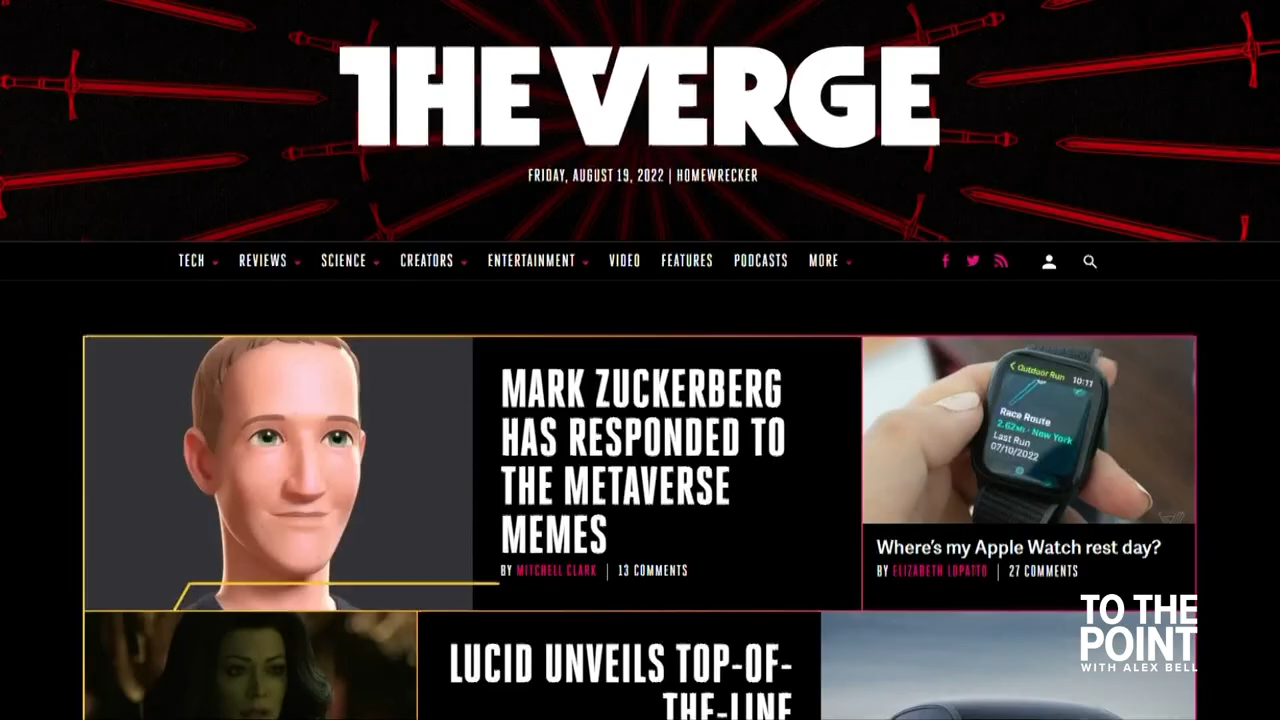 THE VERGE
FRIDAY, AUGUST 19, 2022 | HOMEWRECKER
TECH REVIEWS SCIENCE CREATORS ENTERTAINMENT VIDEO FEATURES PODCASTS MORE
MARK ZUCKERBERG
HAS RESPONDED TO
THE METAVERSE
MEMES
BY MITCHELL CLARK | 13 COMMENTS
Outdoor Run 10:11
Race Route
2.62MI · New York
Last Run
07/10/2022
Where's my Apple Watch rest day?
BY ELIZABETH LOPATTO | 27 COMMENTS
LUCID UNVEILS TOP-OF-
THE-LINE
TO THE
POINT
WITH ALEX BELL